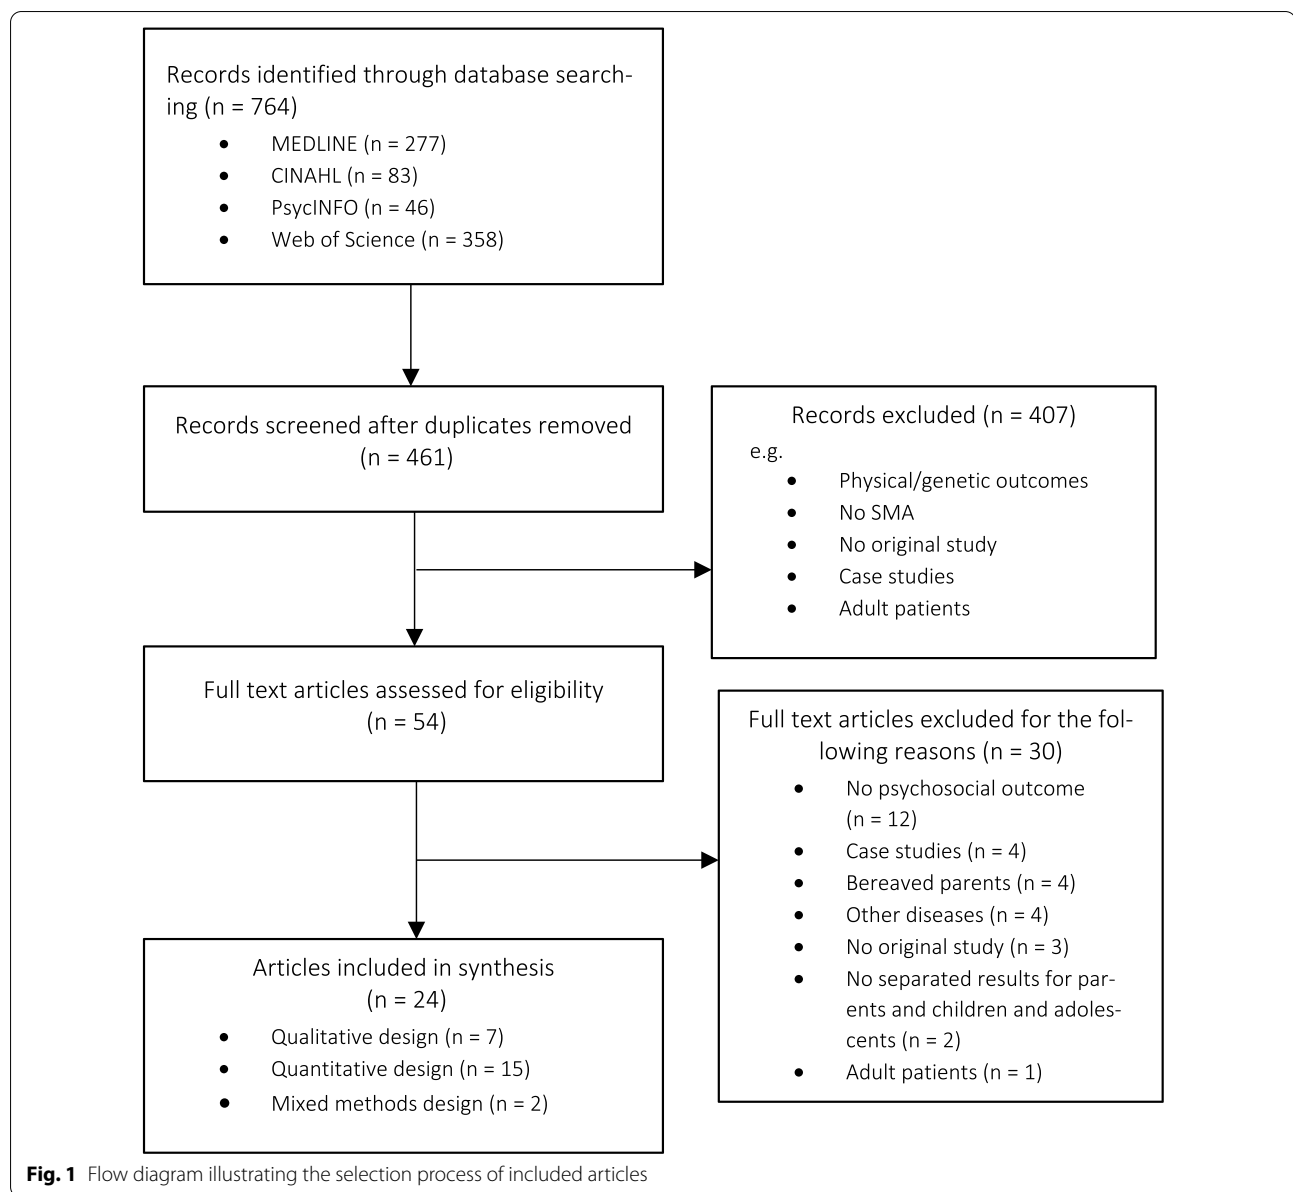 Records identified through database search-
ing (n = 764)
• MEDLINE (n = 277)
• CINAHL (n = 83)
• PsycINFO (n = 46)
• Web of Science (n = 358)
Records screened after duplicates removed
(n = 461)
Records excluded (n = 407)
e.g.
• Physical/genetic outcomes
• No SMA
• No original study
• Case studies
• Adult patients
Full text articles assessed for eligibility
(n = 54)
Full text articles excluded for the fol-
lowing reasons (n = 30)
• No psychosocial outcome
(n = 12)
• Case studies (n = 4)
• Bereaved parents (n = 4)
• Other diseases (n = 4)
• No original study (n = 3)
• No separated results for par-
ents and children and adoles-
cents (n = 2)
• Adult patients (n = 1)
Articles included in synthesis
(n = 24)
• Qualitative design (n = 7)
• Quantitative design (n = 15)
• Mixed methods design (n = 2)
Fig. 1 Flow diagram illustrating the selection process of included articles